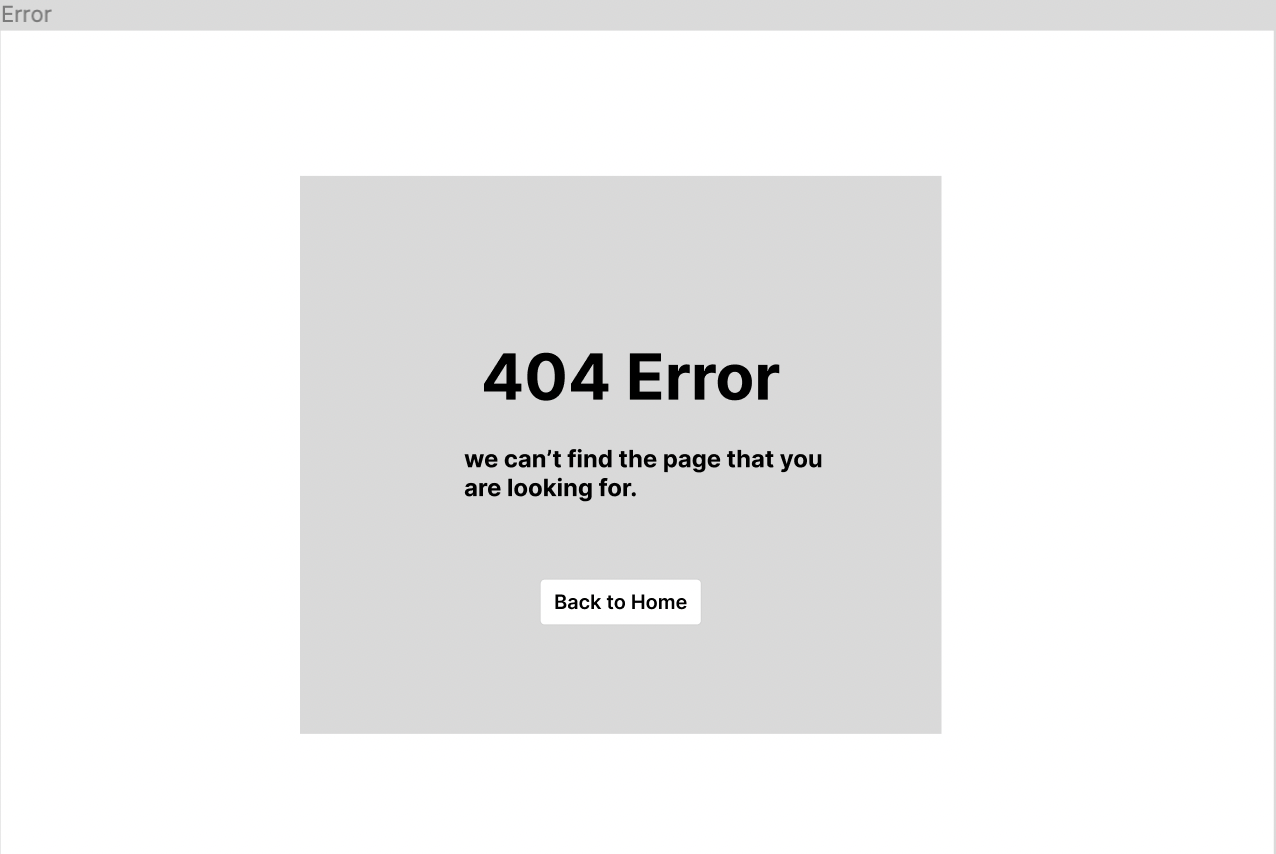 Error
404 Error
we can’t find the page that you
are looking for.
Back to Home